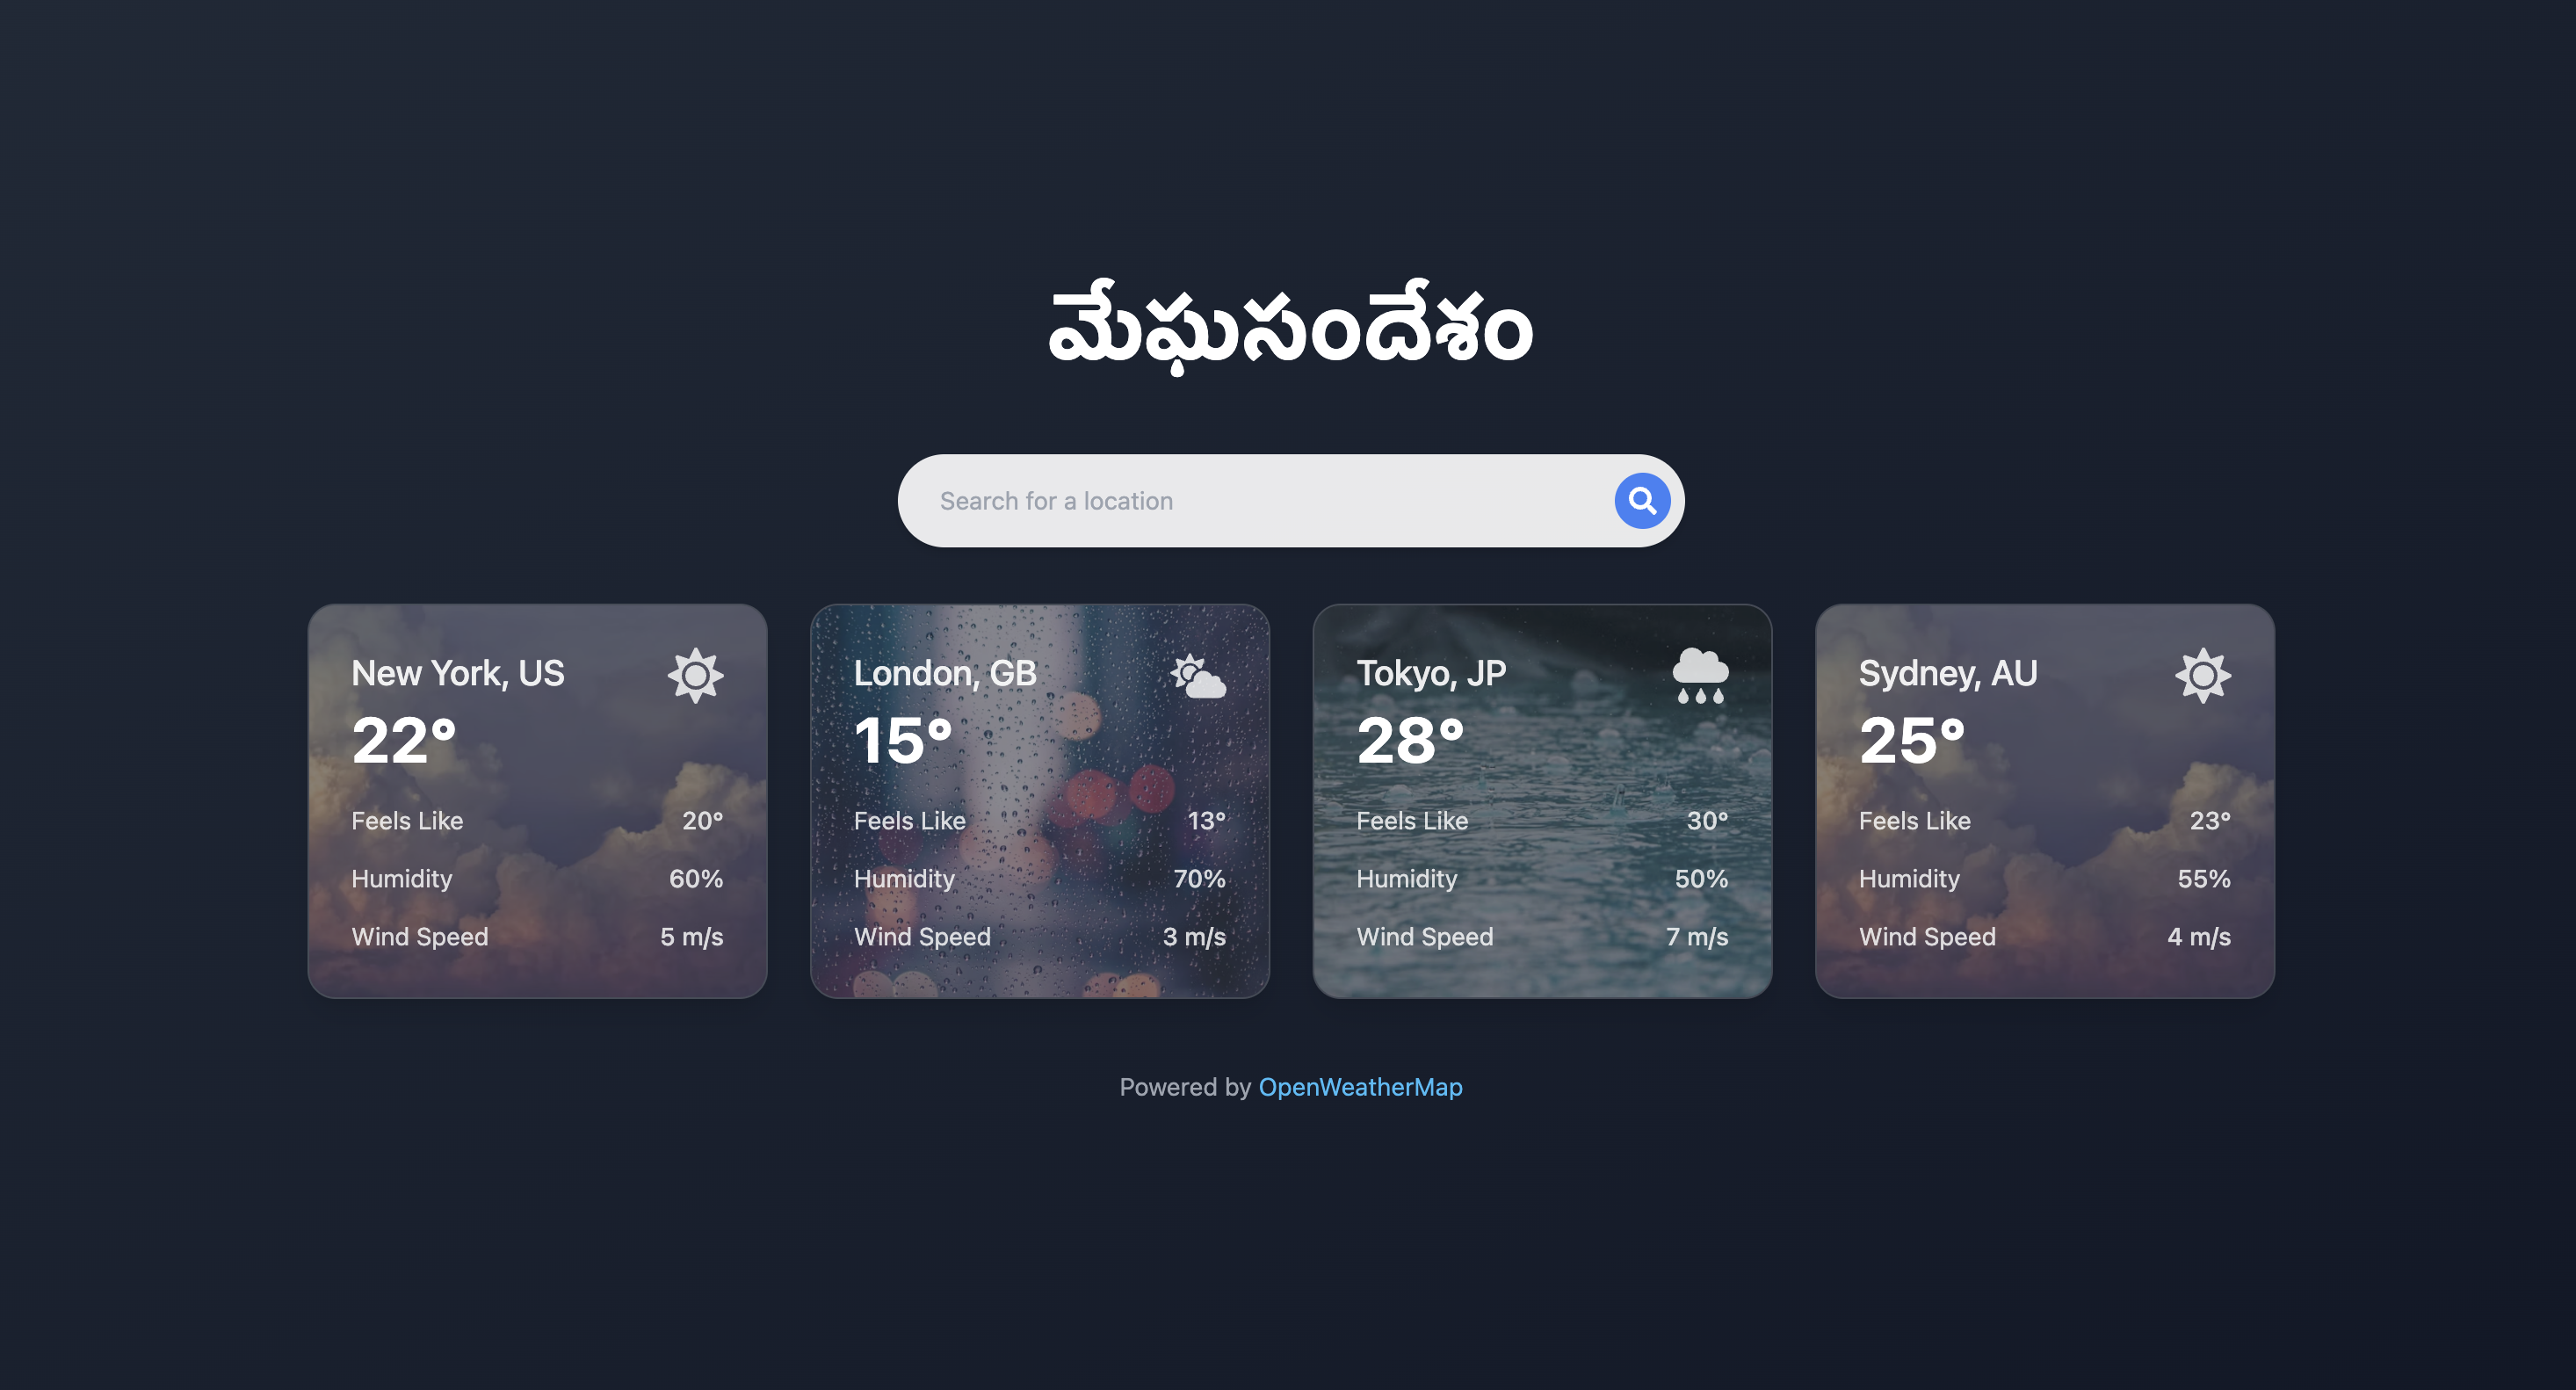 మేఘసందేశం
Search for a location
New York, US
22°
Feels Like 20°
Humidity 60%
Wind Speed 5 m/s
London, GB
15°
Feels Like 13°
Humidity 70%
Wind Speed 3 m/s
Tokyo, JP
28°
Feels Like 30°
Humidity 50%
Wind Speed 7 m/s
Sydney, AU
25°
Feels Like 23°
Humidity 55%
Wind Speed 4 m/s
Powered by OpenWeatherMap